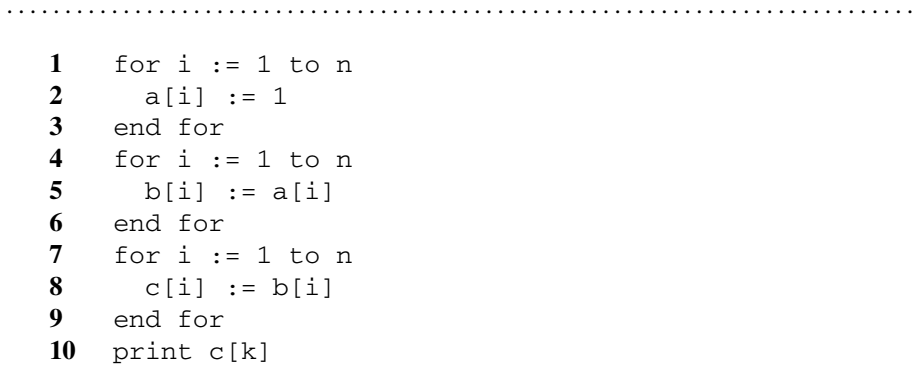 1 for i := 1 to n
2 a[i] := 1
3 end for
4 for i := 1 to n
5 b[i] := a[i]
6 end for
7 for i := 1 to n
8 c[i] := b[i]
9 end for
10 print c[k]